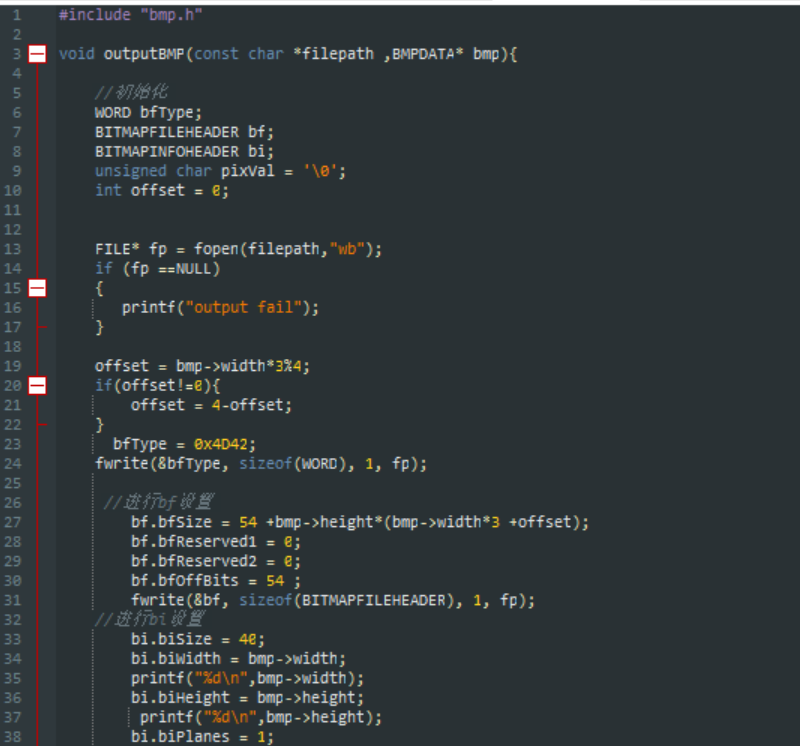 1 #include "bmp.h"
2
3 void outputBMP(const char *filepath ,BMPDATA* bmp){
4
5 //初始化
6 WORD bfType;
7 BITMAPFILEHEADER bf;
8 BITMAPINFOHEADER bi;
9 unsigned char pixVal = '\0';
10 int offset = 0;
11
12
13 FILE* fp = fopen(filepath,"wb");
14 if (fp ==NULL)
15 {
16 printf("output fail");
17 }
18
19 offset = bmp->width*3%4;
20 if(offset!=0){
21 offset = 4-offset;
22 }
23 bfType = 0x4D42;
24 fwrite(&bfType, sizeof(WORD), 1, fp);
25
26 //进行bf设置
27 bf.bfSize = 54 +bmp->height*(bmp->width*3 +offset);
28 bf.bfReserved1 = 0;
29 bf.bfReserved2 = 0;
30 bf.bfOffBits = 54 ;
31 fwrite(&bf, sizeof(BITMAPFILEHEADER), 1, fp);
32 //进行bi设置
33 bi.biSize = 40;
34 bi.biWidth = bmp->width;
35 printf("%d\n",bmp->width);
36 bi.biHeight = bmp->height;
37 printf("%d\n",bmp->height);
38 bi.biPlanes = 1;